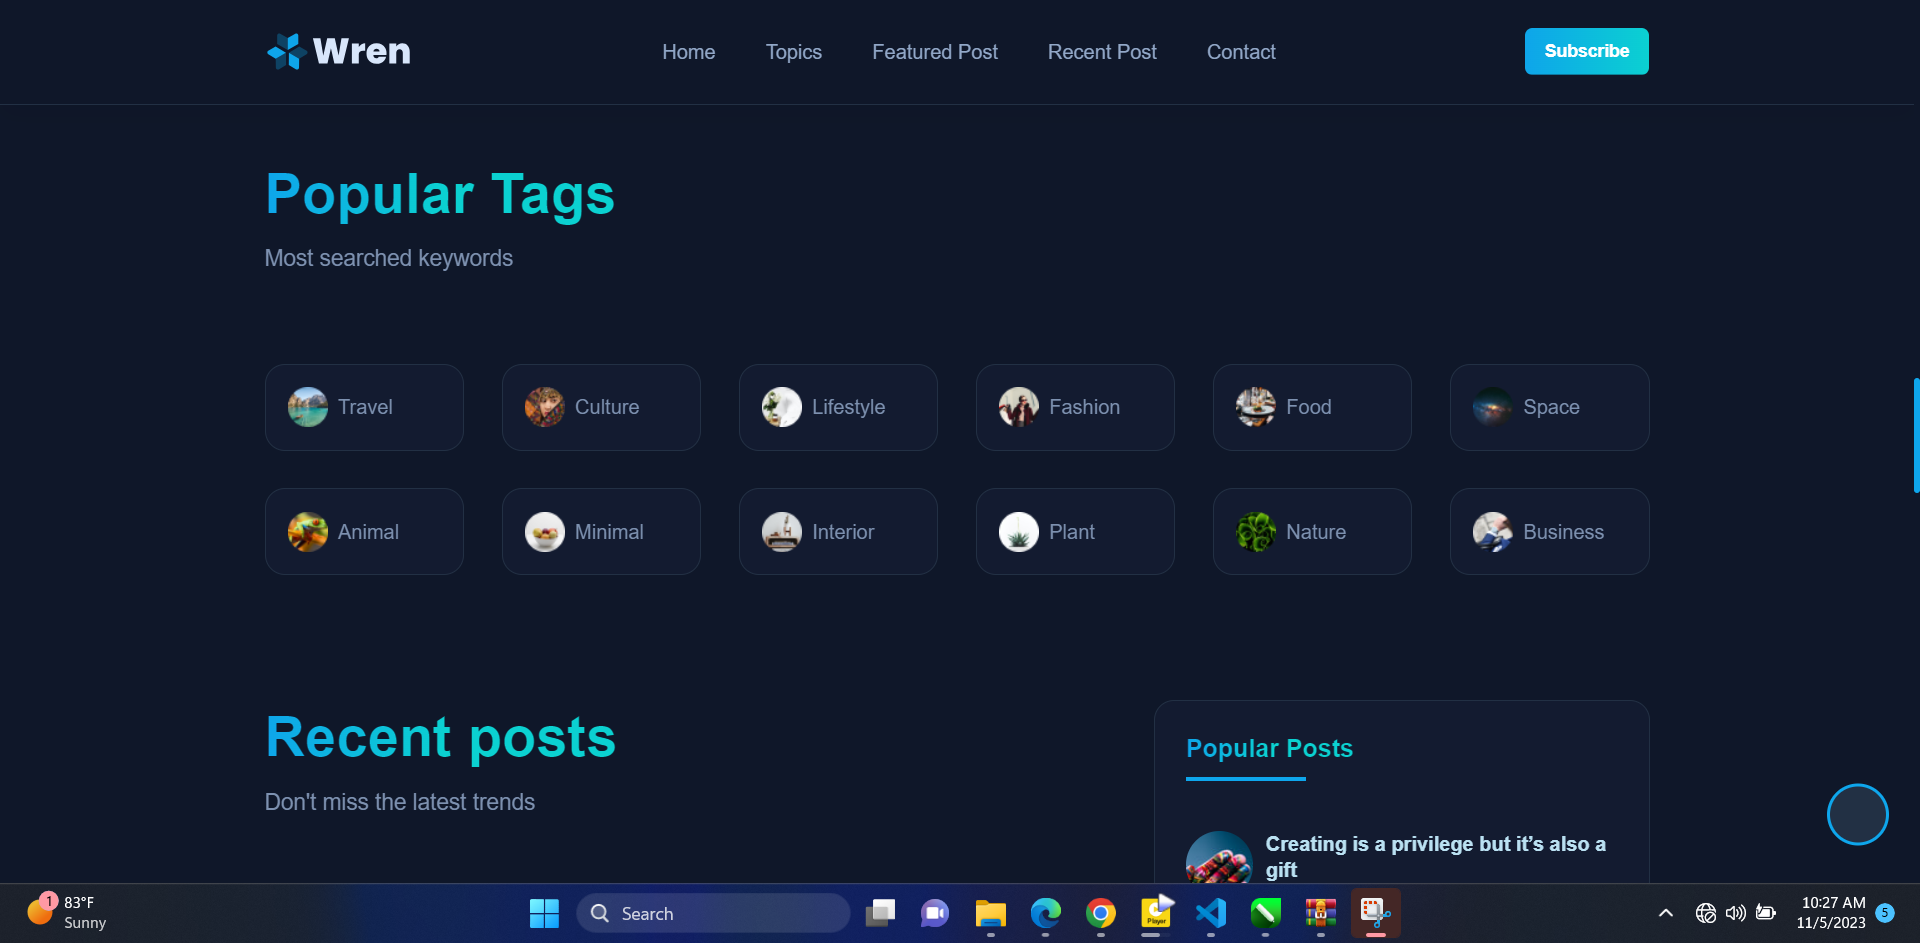 Wren
Home Topics Featured Post Recent Post Contact
Subscribe
Popular Tags
Most searched keywords
Travel Culture Lifestyle Fashion Food Space
Animal Minimal Interior Plant Nature Business
Recent posts
Don't miss the latest trends
Popular Posts
Creating is a privilege but it’s also a
gift
1
83°F
Sunny
Search
Player
10:27 AM
11/5/2023
5